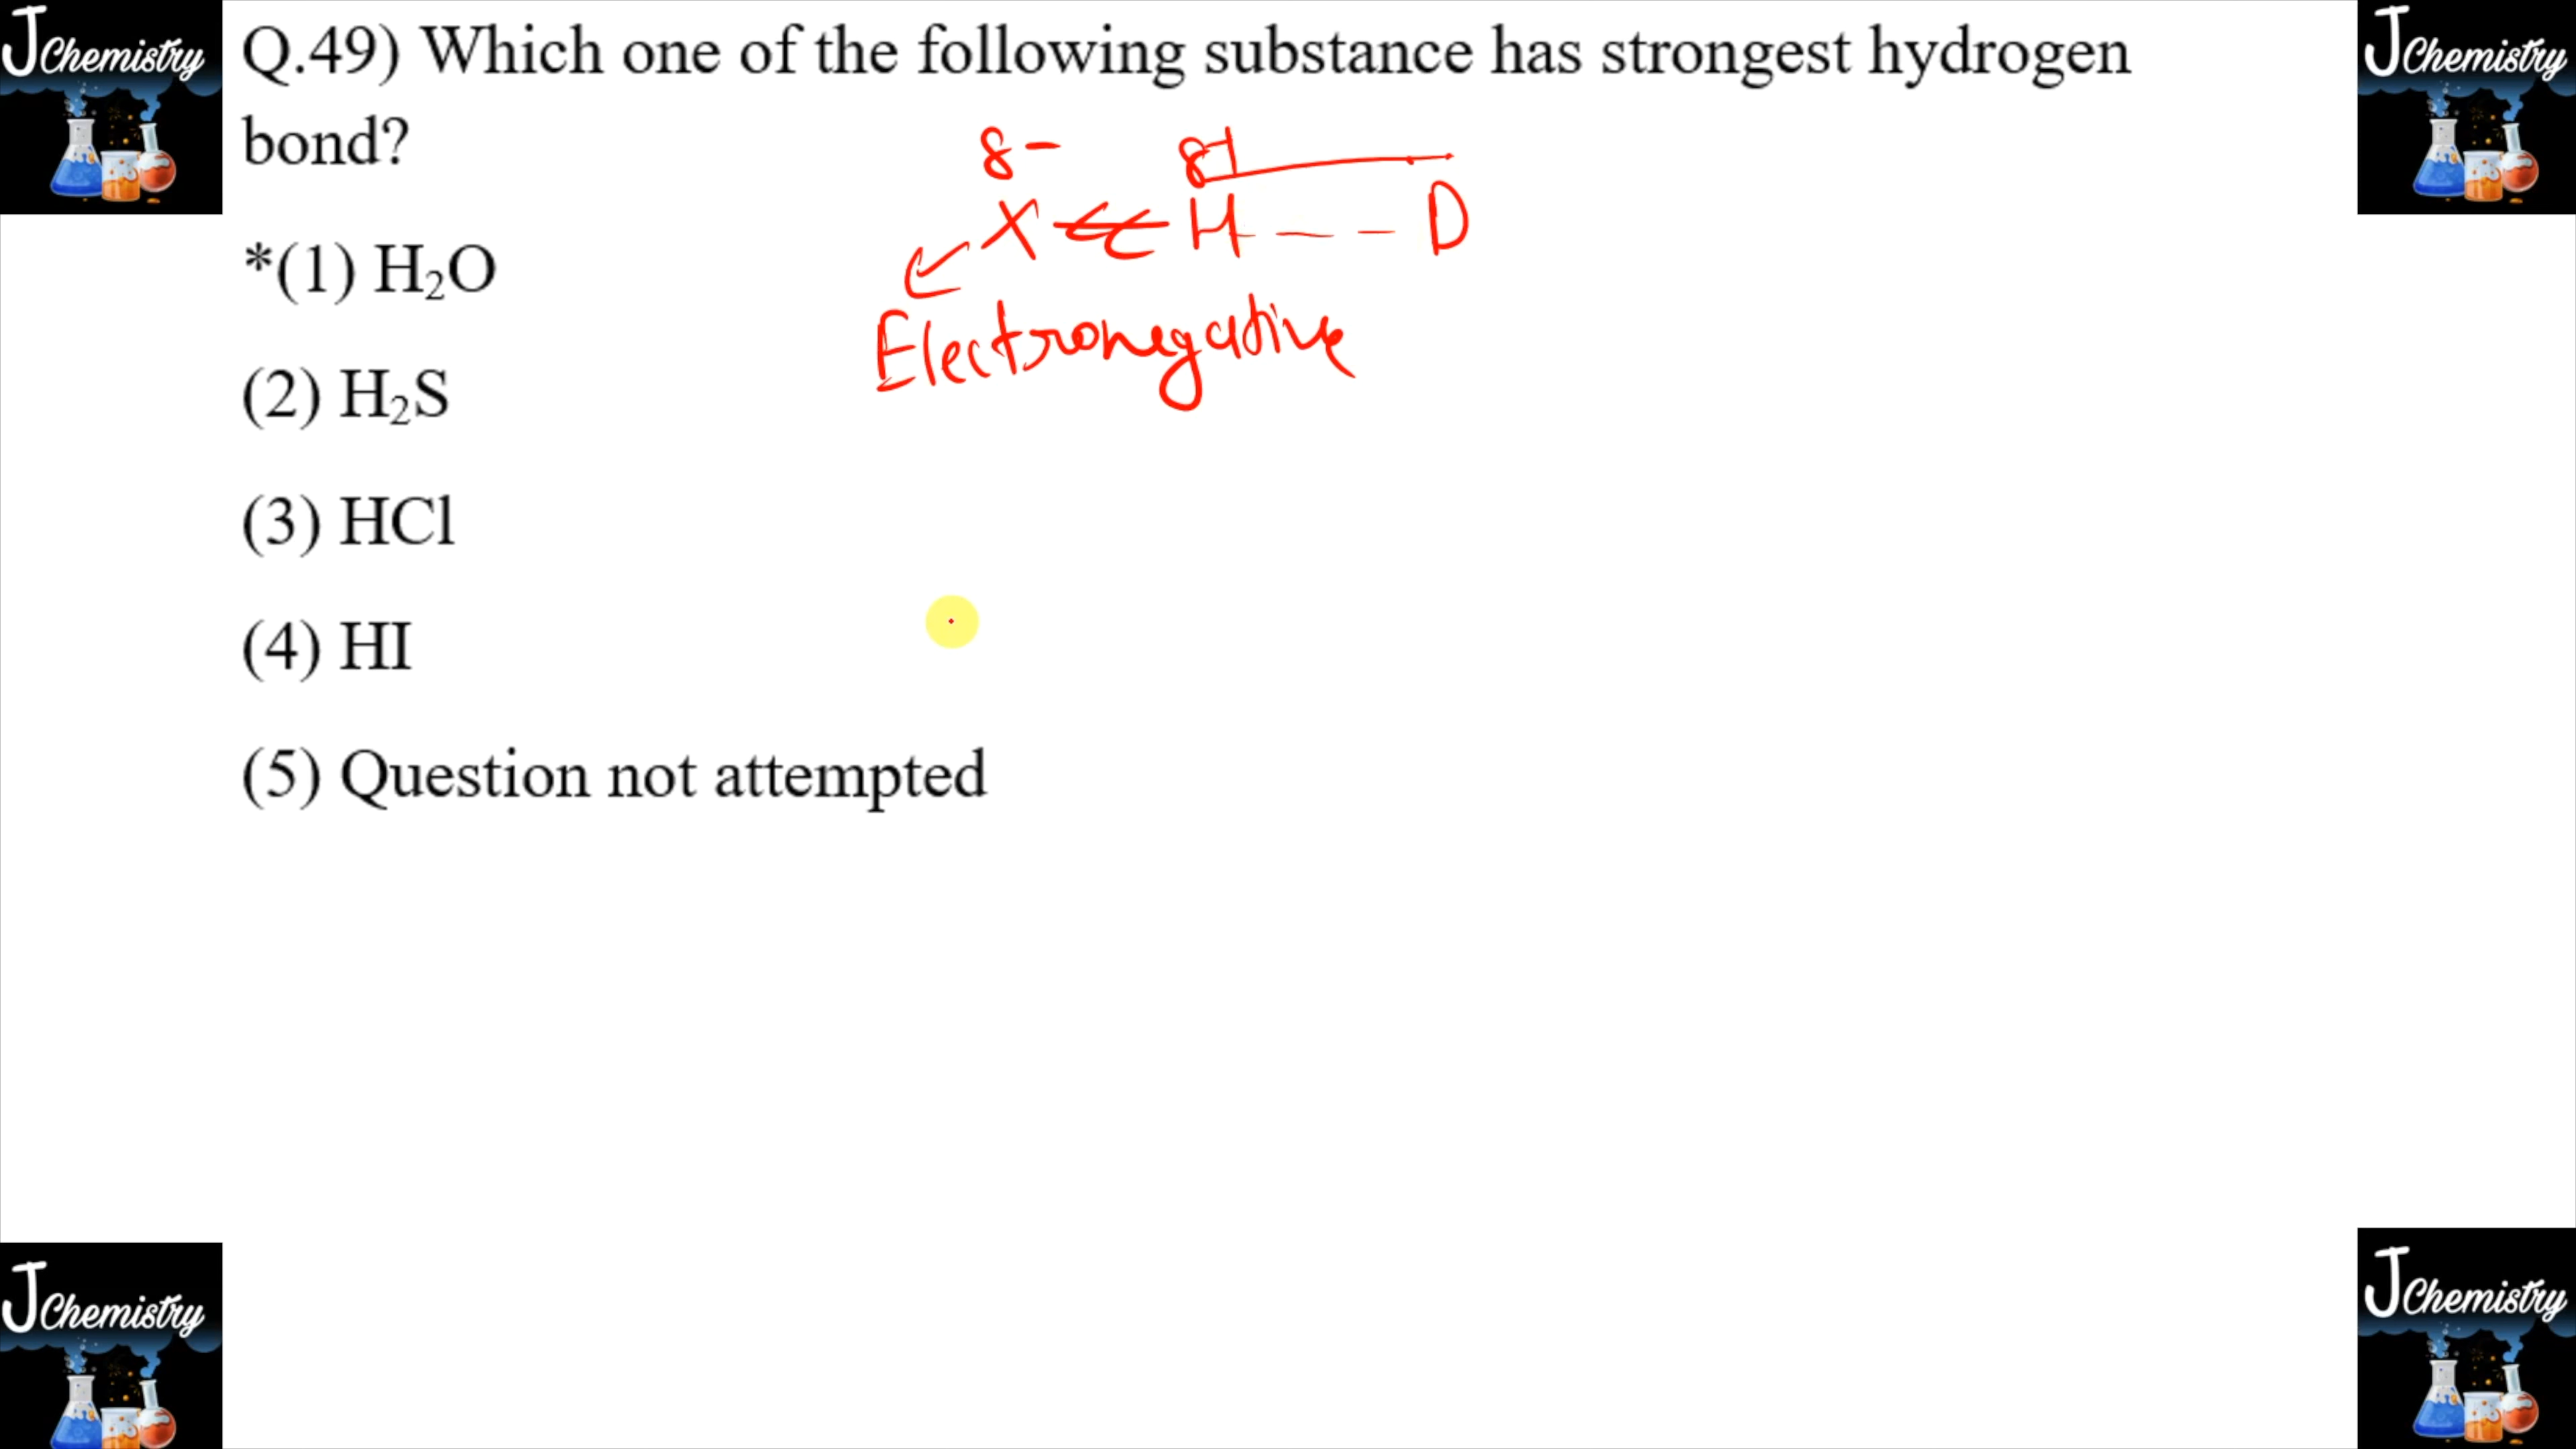 JChemistry
JChemistry
Q.49) Which one of the following substance has strongest hydrogen
bond?
δ- δ+
X H --- D
Electronegative
*(1) H₂O
(2) H₂S
(3) HCl
(4) HI
(5) Question not attempted
JChemistry
JChemistry